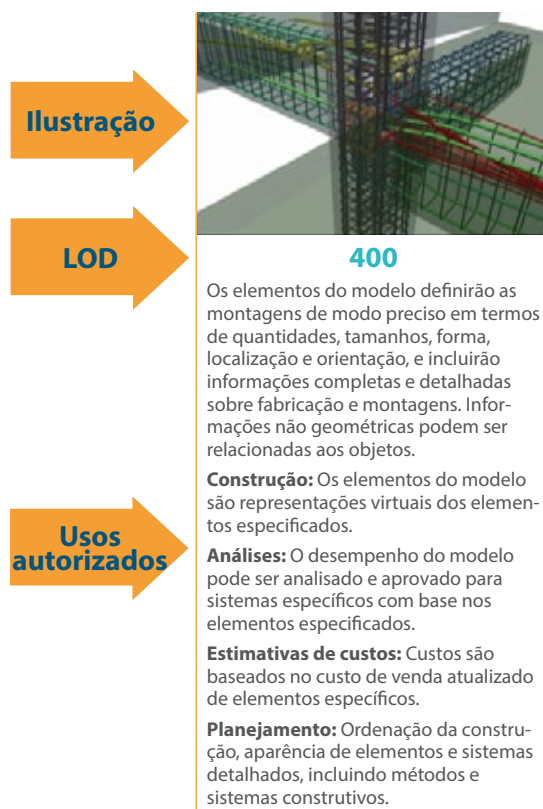 Ilustração
LOD
400
Os elementos do modelo definirão as
montagens de modo preciso em termos
de quantidades, tamanhos, forma,
localização e orientação, e incluirão
informações completas e detalhadas
sobre fabricação e montagens. Infor-
mações não geométricas podem ser
relacionadas aos objetos.
Usos
autorizados
Construção: Os elementos do modelo
são representações virtuais dos elemen-
tos especificados.
Análises: O desempenho do modelo
pode ser analisado e aprovado para
sistemas específicos com base nos
elementos especificados.
Estimativas de custos: Custos são
baseados no custo de venda atualizado
de elementos específicos.
Planejamento: Ordenação da constru-
ção, aparência de elementos e sistemas
detalhados, incluindo métodos e
sistemas construtivos.